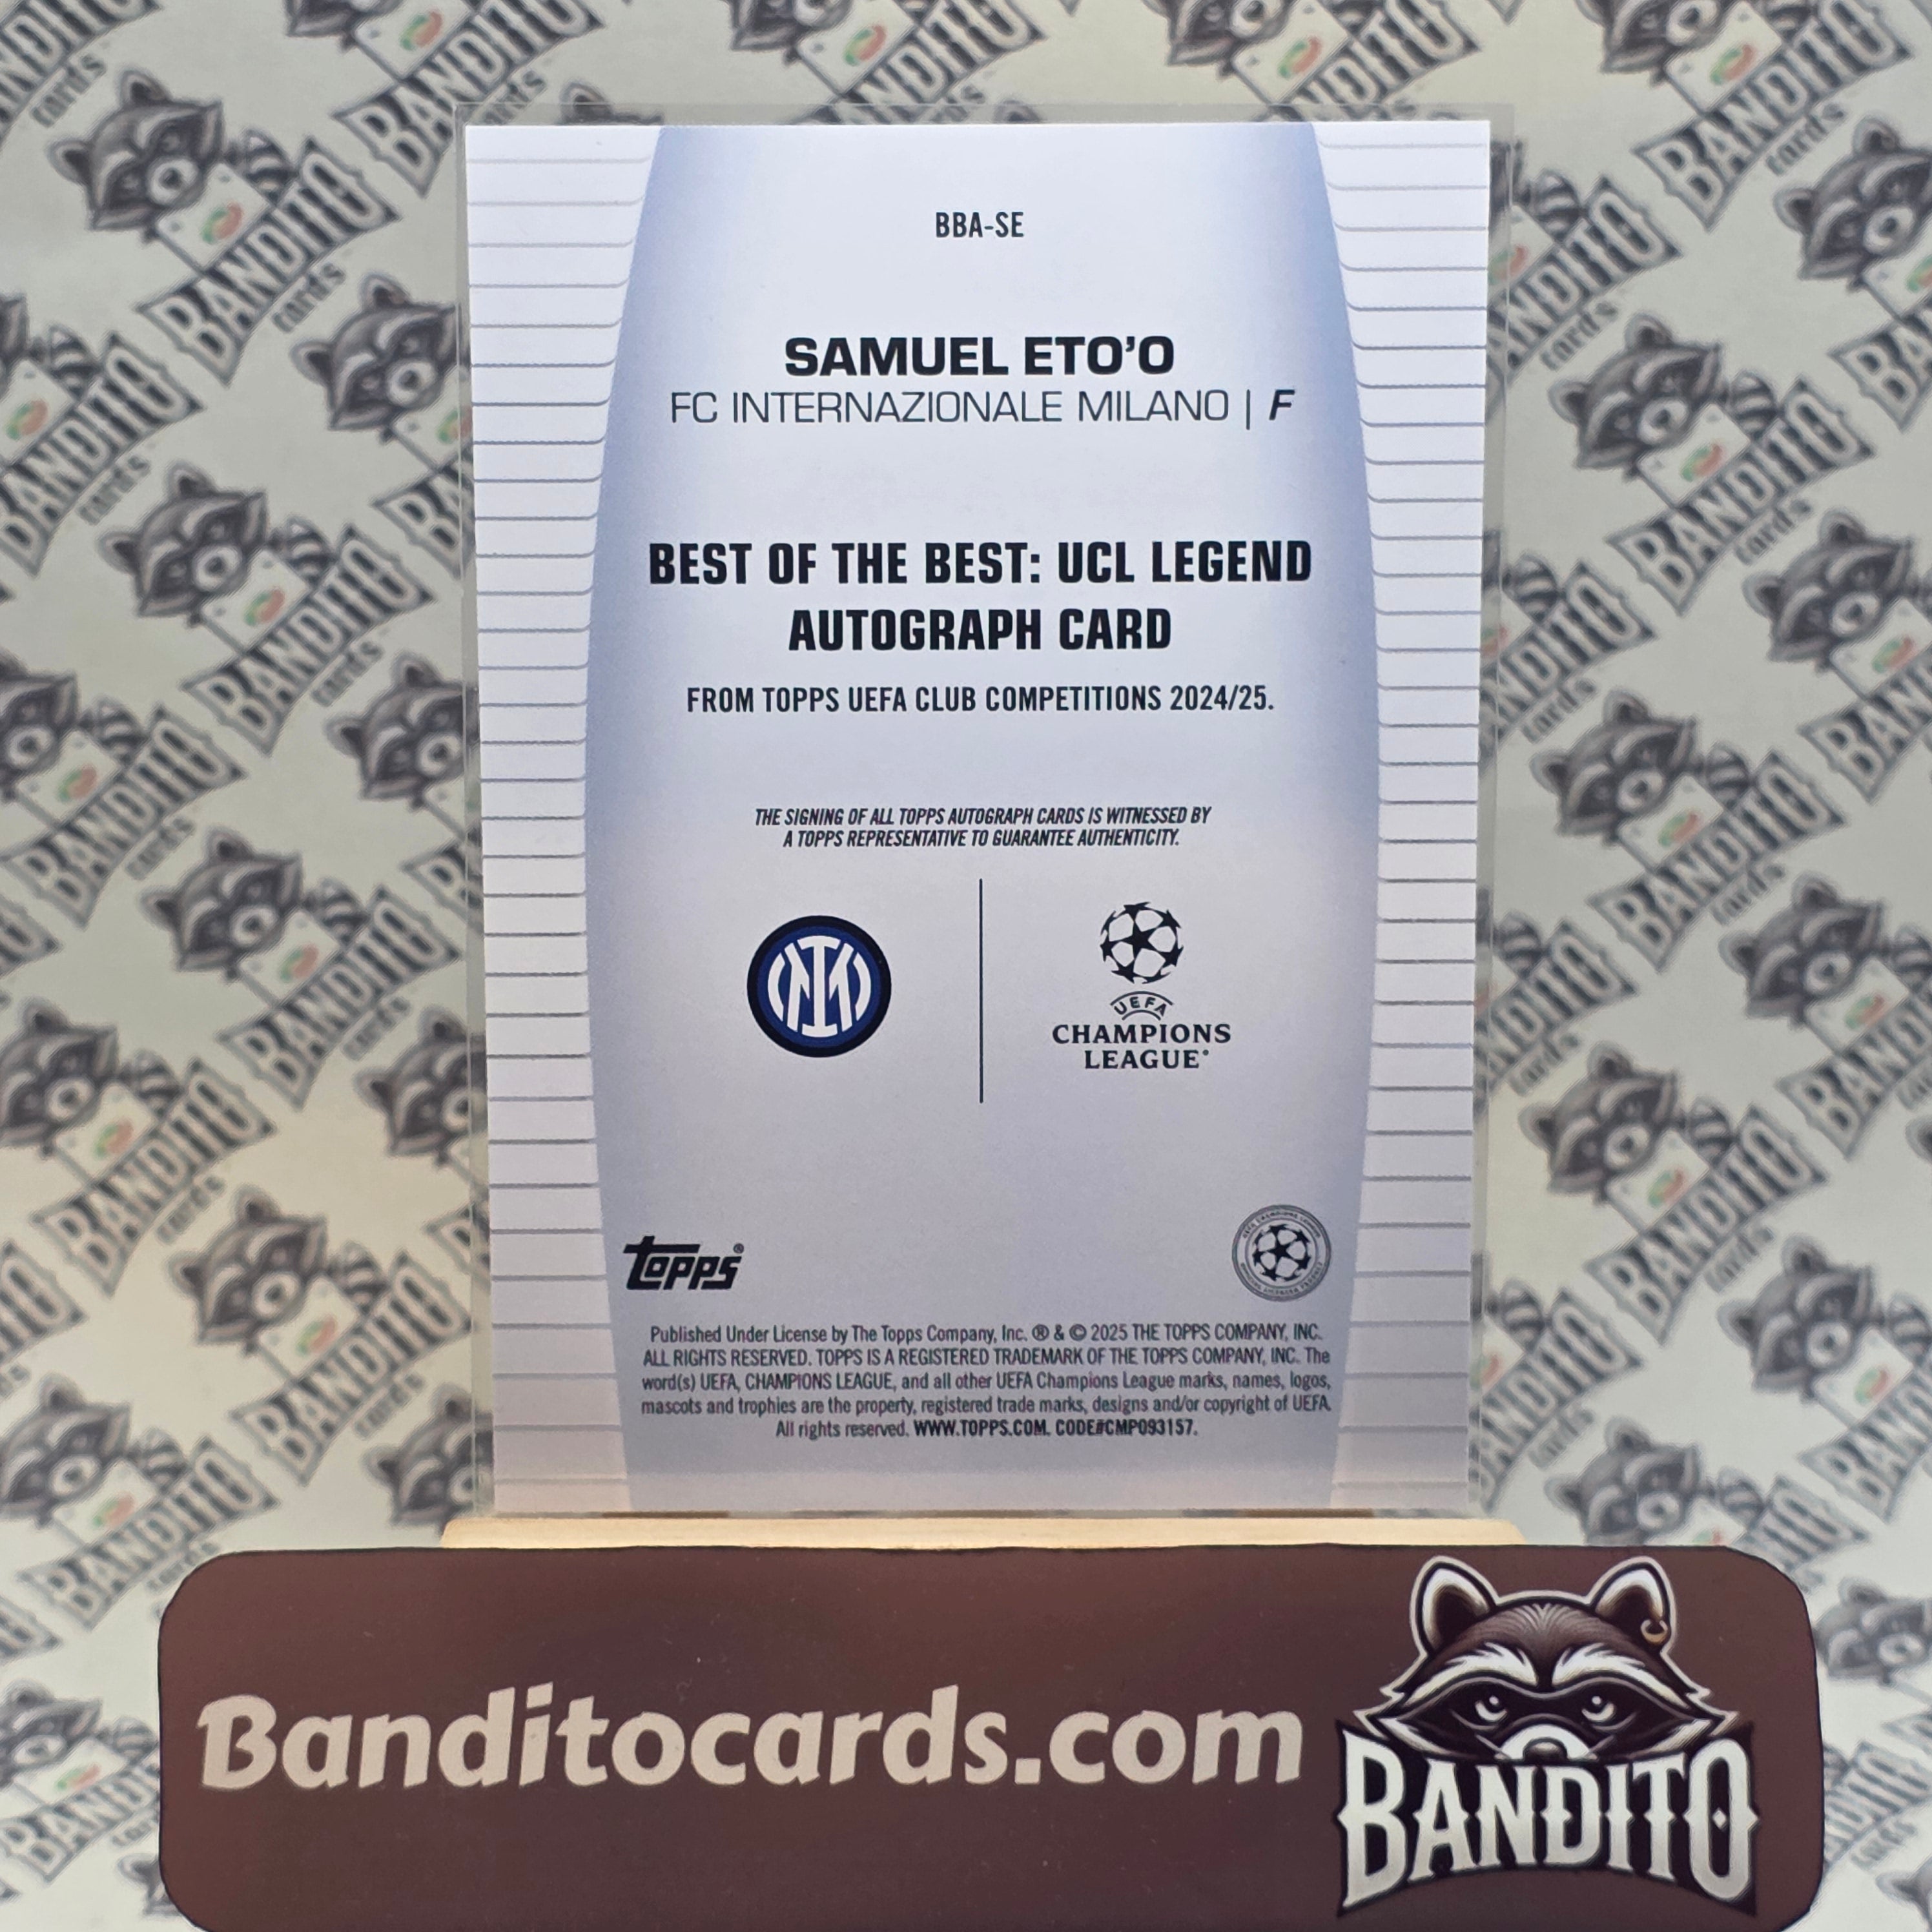 BBA-SE
SAMUEL ETO'O
FC INTERNAZIONALE MILANO | F
BEST OF THE BEST: UCL LEGEND
AUTOGRAPH CARD
FROM TOPPS UEFA CLUB COMPETITIONS 2024/25.
THE SIGNING OF ALL TOPPS AUTOGRAPH CARDS IS WITNESSED BY
A TOPPS REPRESENTATIVE TO GUARANTEE AUTHENTICITY.
UEFA
CHAMPIONS
LEAGUE®
Topps®
Published Under License by The Topps Company, Inc. ® & © 2025 THE TOPPS COMPANY, INC.
ALL RIGHTS RESERVED. TOPPS IS A REGISTERED TRADEMARK OF THE TOPPS COMPANY, INC. The
word(s) UEFA, CHAMPIONS LEAGUE, and all other UEFA Champions League marks, names, logos,
mascots and trophies are the property, registered trade marks, designs and/or copyright of UEFA.
All rights reserved. WWW.TOPPS.COM. CODE#CMP093157.
Banditocards.com
BANDITO
BANDITO
cards